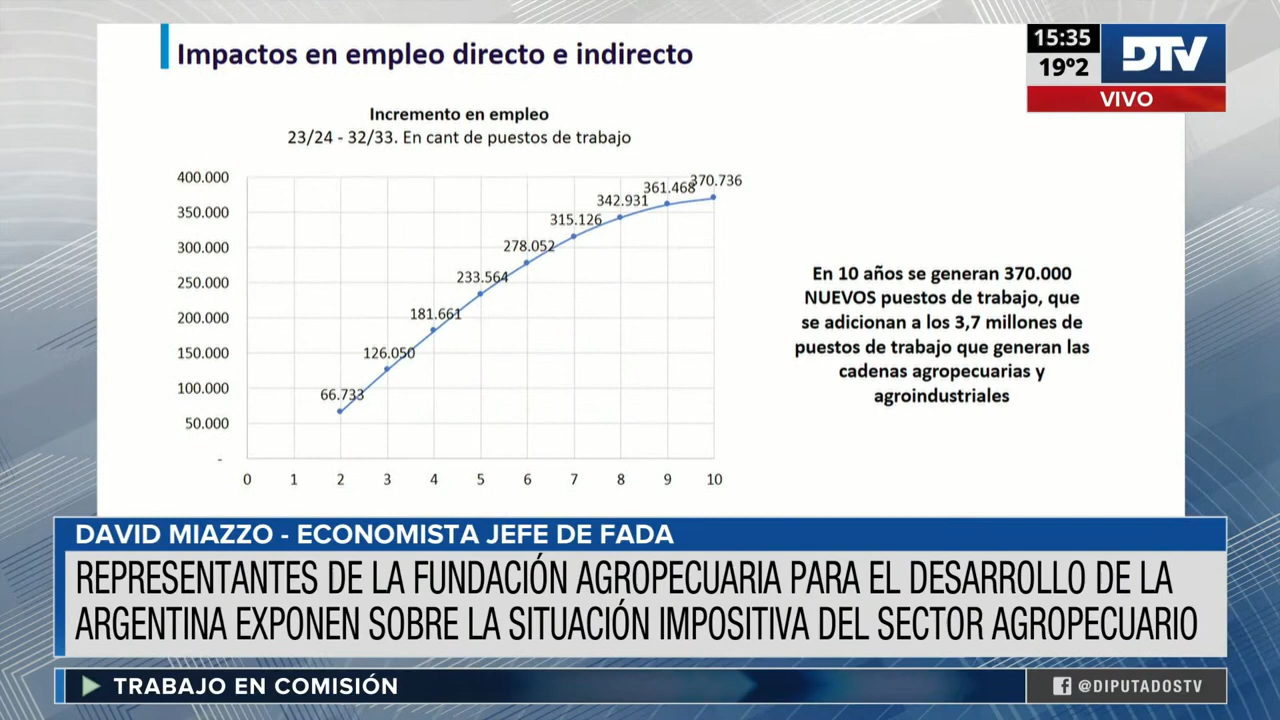 Impactos en empleo directo e indirecto
15:35
19º2
DTV
VIVO
Incremento en empleo
23/24 - 32/33. En cant de puestos de trabajo
400.000
350.000
300.000
250.000
200.000
150.000
100.000
50.000
-
66.733
126.050
181.661
233.564
278.052
315.126
342.931
361.468
370.736
0 1 2 3 4 5 6 7 8 9 10
En 10 años se generan 370.000
NUEVOS puestos de trabajo, que
se adicionan a los 3,7 millones de
puestos de trabajo que generan las
cadenas agropecuarias y
agroindustriales
DAVID MIAZZO - ECONOMISTA JEFE DE FADA
REPRESENTANTES DE LA FUNDACIÓN AGROPECUARIA PARA EL DESARROLLO DE LA
ARGENTINA EXPONEN SOBRE LA SITUACIÓN IMPOSITIVA DEL SECTOR AGROPECUARIO
TRABAJO EN COMISIÓN
@DIPUTADOSTV